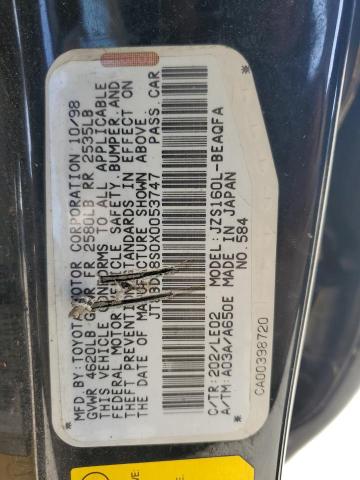 MFD BY: TOYOTA MOTOR CORPORATION 10/98
GVWR 4620LB GAWR FR 2580LB RR 2535LB
THIS VEHICLE CONFORMS TO ALL APPLICABLE
FEDERAL MOTOR VEHICLE SAFETY, BUMPER, AND
THEFT PREVENTION STANDARDS IN EFFECT ON
THE DATE OF MANUFACTURE SHOWN ABOVE.
0053747 PASS.CAR
C/TR: 202/LE02 MODEL: JZS160L-BEAQFA
A/TM: A03A/A650E MADE IN JAPAN
NO.584
CA00398720